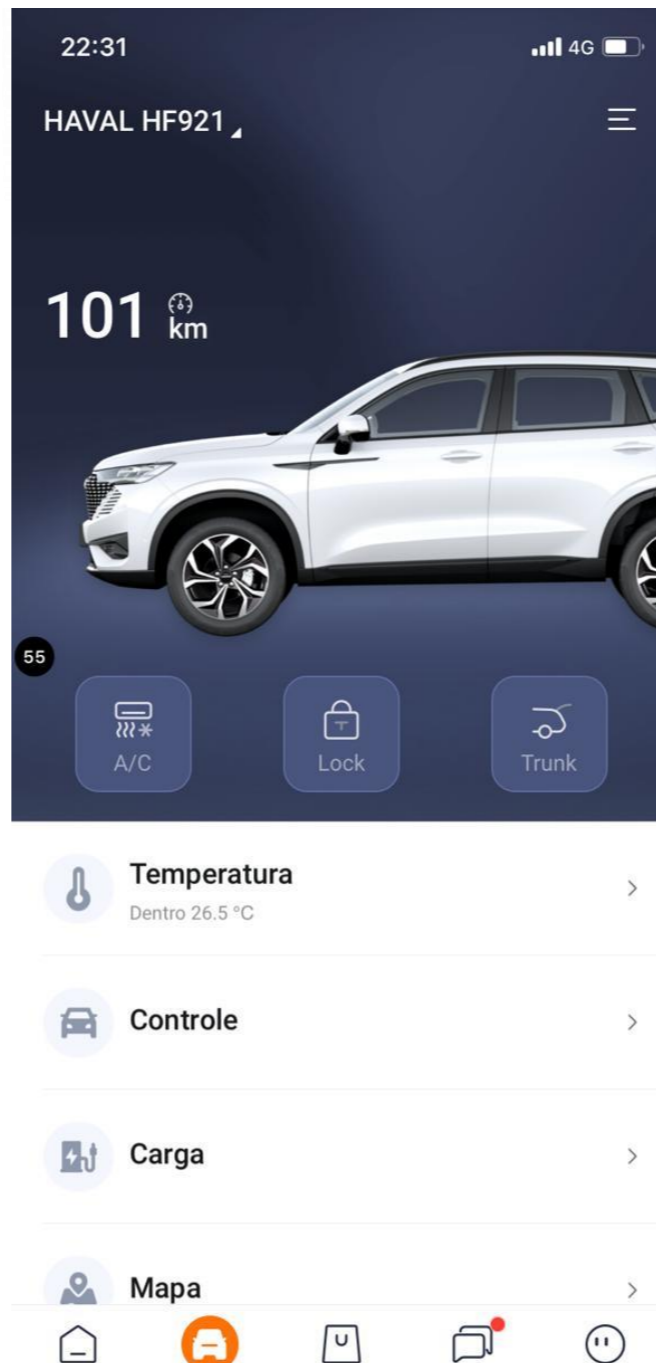 22:31
4G
HAVAL HF921
101 km
55
A/C
Lock
Trunk
Temperatura
Dentro 26.5 °C
Controle
Carga
Mapa